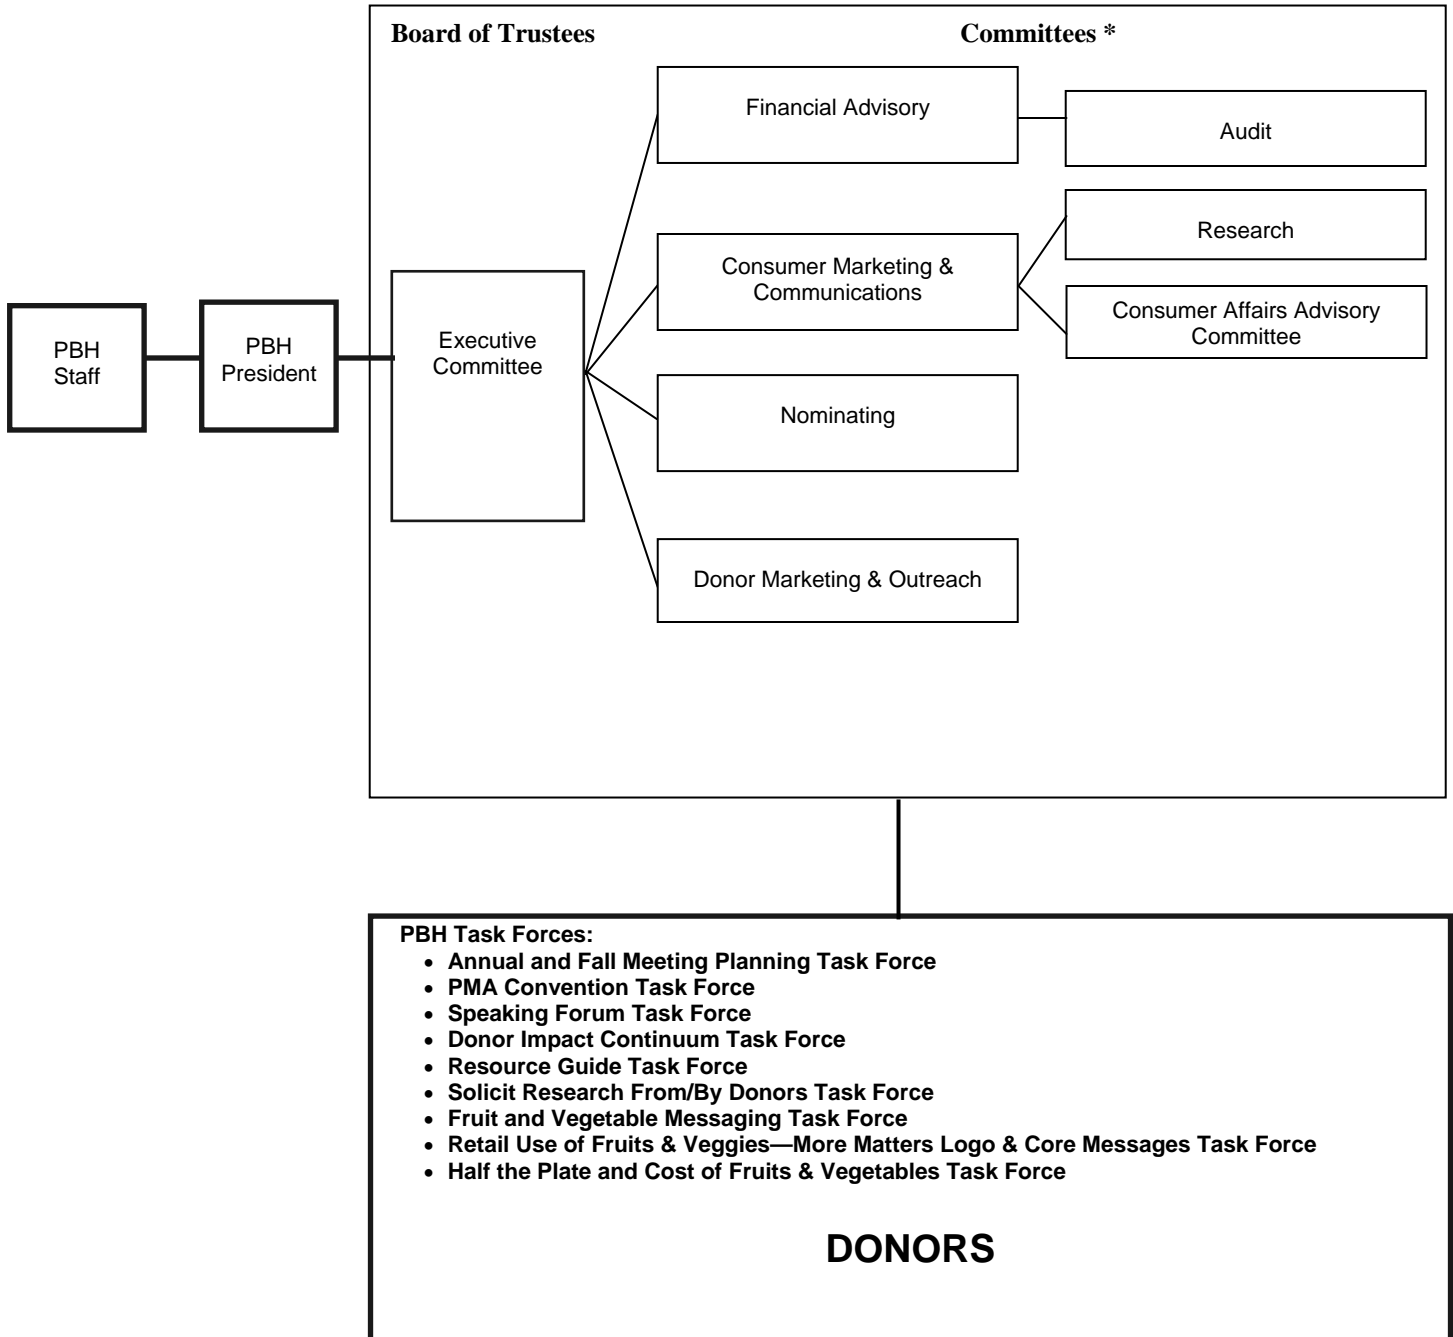 Board of Trustees
Committees *
Financial Advisory
Audit
Research
Consumer Marketing &
Communications
Consumer Affairs Advisory
Committee
PBH
Staff
PBH
President
Executive
Committee
Nominating
Donor Marketing & Outreach
PBH Task Forces:
• Annual and Fall Meeting Planning Task Force
• PMA Convention Task Force
• Speaking Forum Task Force
• Donor Impact Continuum Task Force
• Resource Guide Task Force
• Solicit Research From/By Donors Task Force
• Fruit and Vegetable Messaging Task Force
• Retail Use of Fruits & Veggies—More Matters Logo & Core Messages Task Force
• Half the Plate and Cost of Fruits & Vegetables Task Force
DONORS